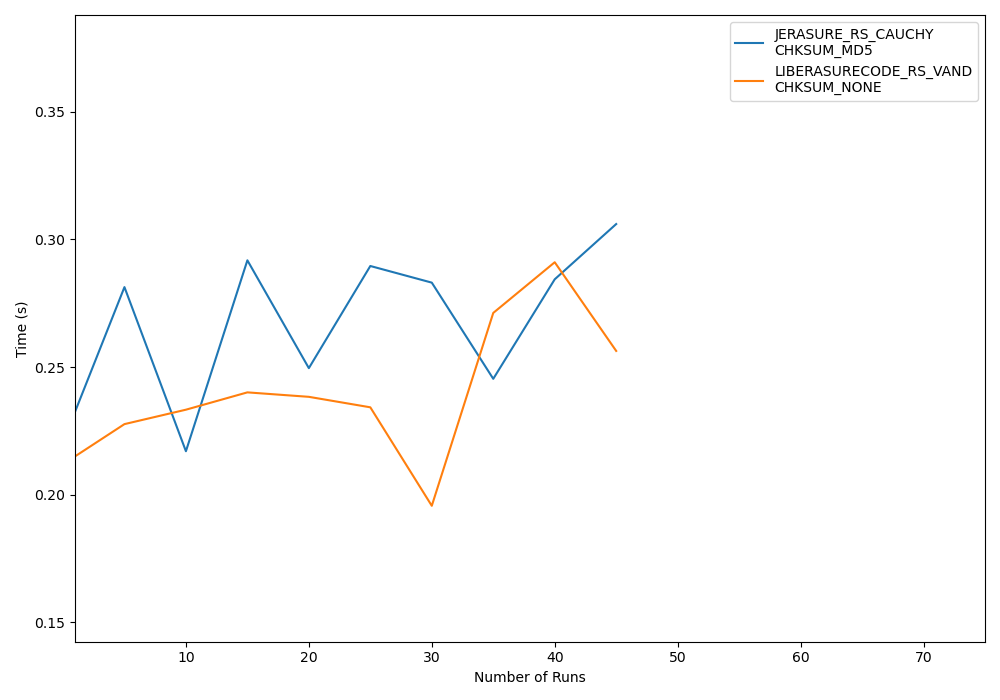 JERASURE_RS_CAUCHY
CHKSUM_MD5
LIBERASURECODE_RS_VAND
CHKSUM_NONE
Time (s)
0.35
0.30
0.25
0.20
0.15
10 20 30 40 50 60 70
Number of Runs